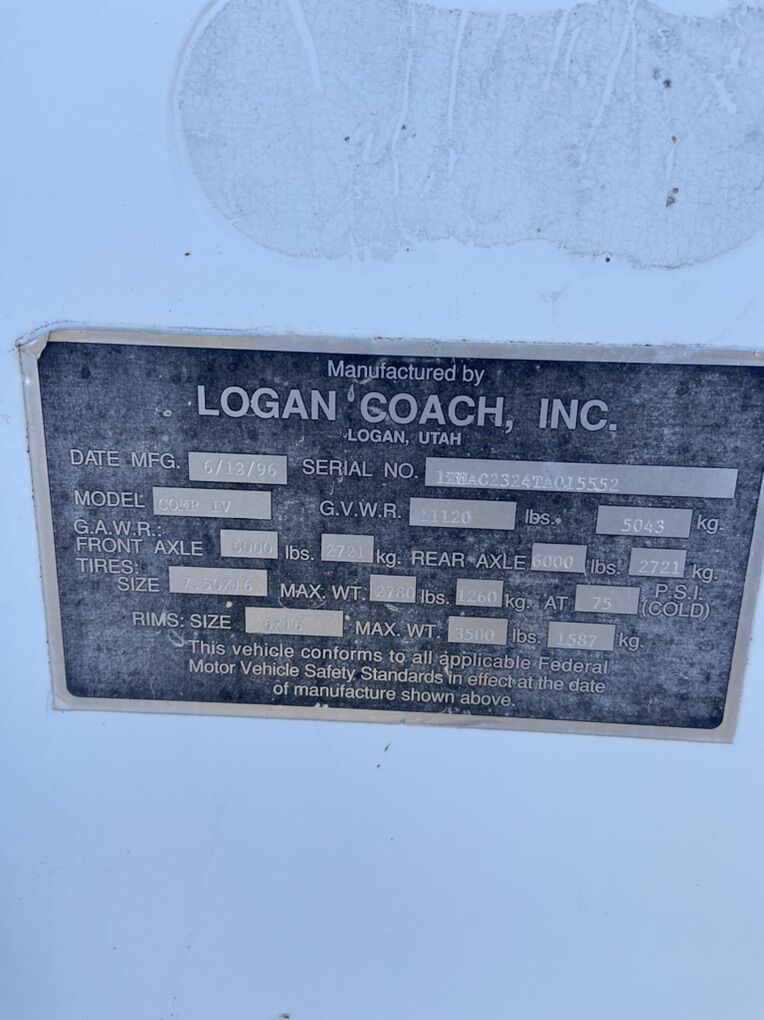 Manufactured by
LOGAN COACH, INC.
LOGAN, UTAH
DATE MFG. 6/13/96 SERIAL NO.
MODEL COMP IV G.V.W.R. 11120 lbs. 5043 kg.
G.A.W.R.:
FRONT AXLE 6000 lbs. 2721 kg. REAR AXLE 6000 lbs. 2721 kg.
TIRES:
SIZE 7.50X16 MAX. WT. 2780 lbs. 1260 kg. AT 75 P.S.I. (COLD)
RIMS: SIZE 6X16 MAX. WT. 3500 lbs. 1587 kg.
This vehicle conforms to all applicable Federal
Motor Vehicle Safety Standards in effect at the date
of manufacture shown above.